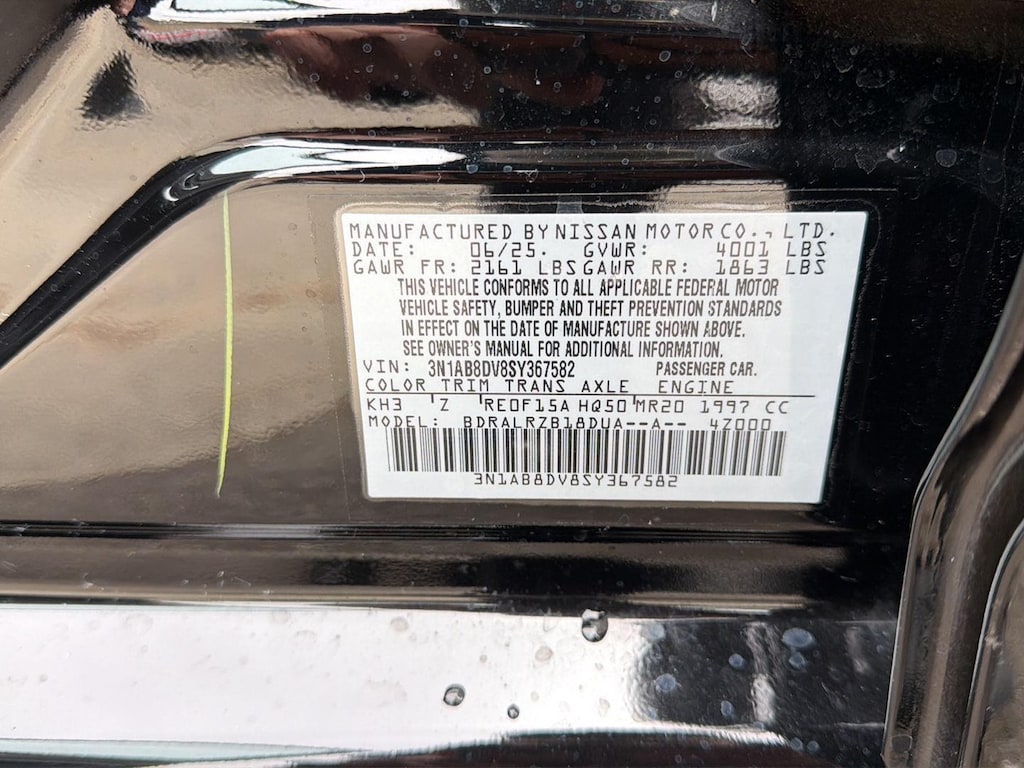 MANUFACTURED BY NISSAN MOTOR CO., LTD.
DATE: 06/25. GVWR: 4001 LBS
GAWR FR: 2161 LBS GAWR RR: 1863 LBS
THIS VEHICLE CONFORMS TO ALL APPLICABLE FEDERAL MOTOR
VEHICLE SAFETY, BUMPER AND THEFT PREVENTION STANDARDS
IN EFFECT ON THE DATE OF MANUFACTURE SHOWN ABOVE.
SEE OWNER'S MANUAL FOR ADDITIONAL INFORMATION.
VIN: 3N1AB8DV8SY367582 PASSENGER CAR.
COLOR TRIM TRANS AXLE ENGINE
KH3 Z RE0F15A HQ50 MR20 1997 CC
MODEL: BDRALRZB18DUA--A-- 4Z000
3N1AB8DV8SY367582